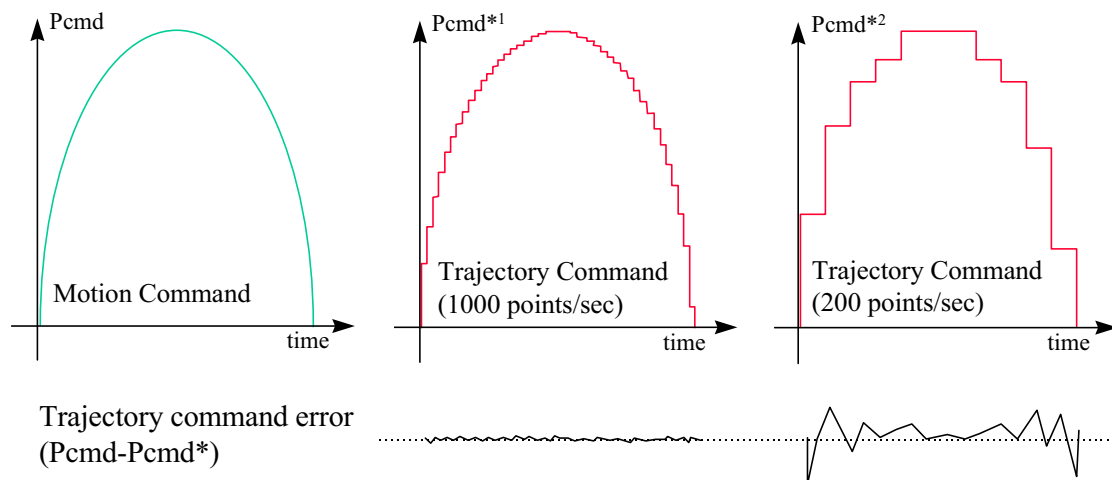 Pcmd
Motion Command
time
Pcmd*1
Trajectory Command
(1000 points/sec)
time
Pcmd*2
Trajectory Command
(200 points/sec)
time
Trajectory command error
(Pcmd-Pcmd*)